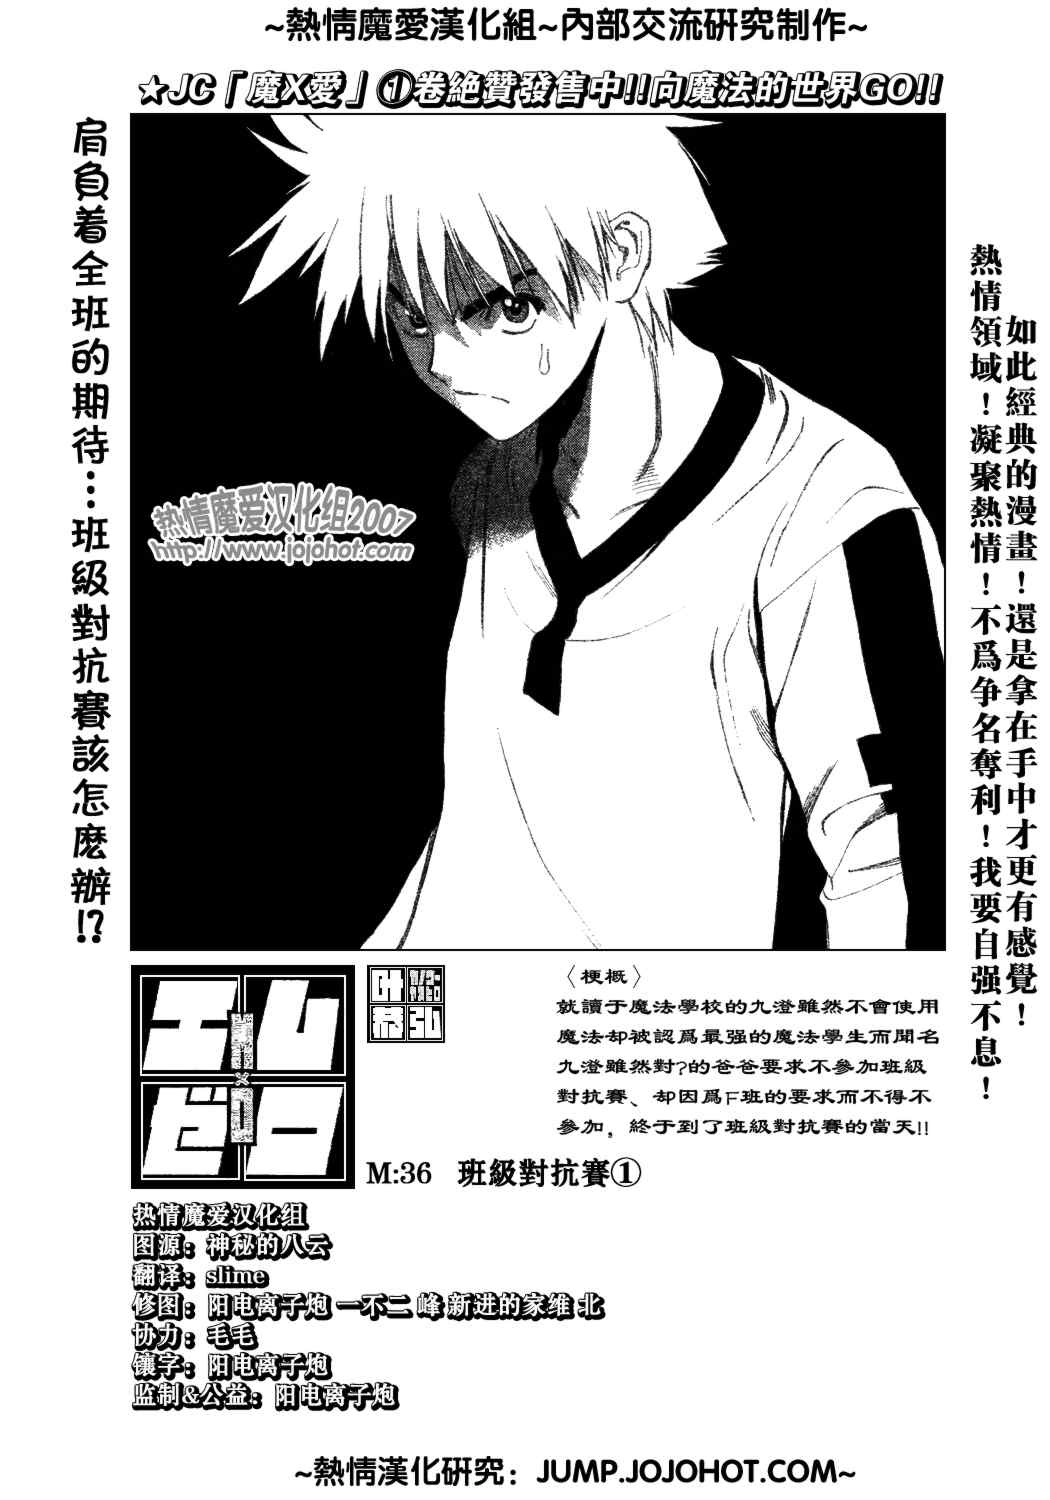 ~熱情魔愛漢化組~內部交流研究制作~
★JC「魔X愛」①卷絶贊發售中!!向魔法的世界GO!!
如此經典的漫畫！還是拿在手中才更有感覺！
熱情領域！凝聚熱情！不爲争名奪利！我要自强不息！
肩負着全班的期待…班級對抗賽該怎麽辦!?
熱情魔爱汉化组2007
http://www.jojohot.com
エム
×
ゼロ
叶恭弘
〈梗概〉
就讀于魔法學校的九澄雖然不會使用
魔法却被認爲最强的魔法學生而聞名
九澄雖然對?的爸爸要求不參加班級
對抗賽、却因爲F班的要求而不得不
參加，終于到了班級對抗賽的當天!!
M:36 班級對抗賽①
热情魔爱汉化组
图源：神秘的八云
翻译：slime
修图：阳电离子炮 一不二 峰 新进的家维 北
协力：毛毛
镶字：阳电离子炮
监制&公益：阳电离子炮
~熱情漢化研究：JUMP.JOJOHOT.COM~